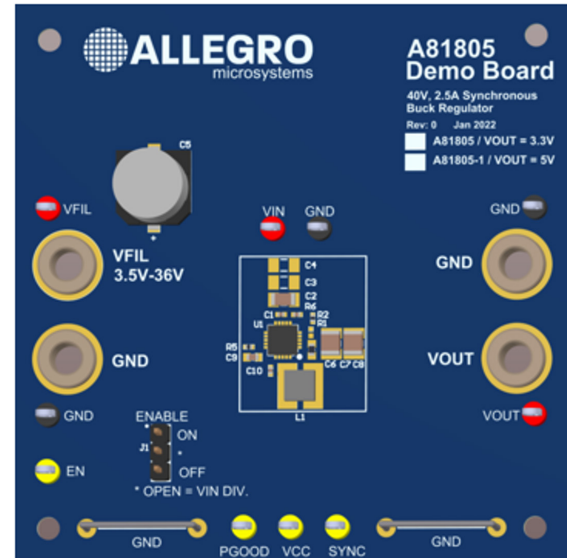 ALLEGRO
microsystems
A81805
Demo Board
40V, 2.5A Synchronous
Buck Regulator
Rev: 0 Jan 2022
A81805 / VOUT = 3.3V
A81805-1 / VOUT = 5V
C5
+
VFIL
VIN
GND
GND
VFIL
3.5V-36V
GND
C4
C3
C2
R6
C1
R2
R1
U1
R5
C9
C10
C6 C7 C8
L1
GND
VOUT
GND
VOUT
ENABLE
* ON
J1
*
OFF
* OPEN = VIN DIV.
EN
GND
PGOOD
VCC
SYNC
GND